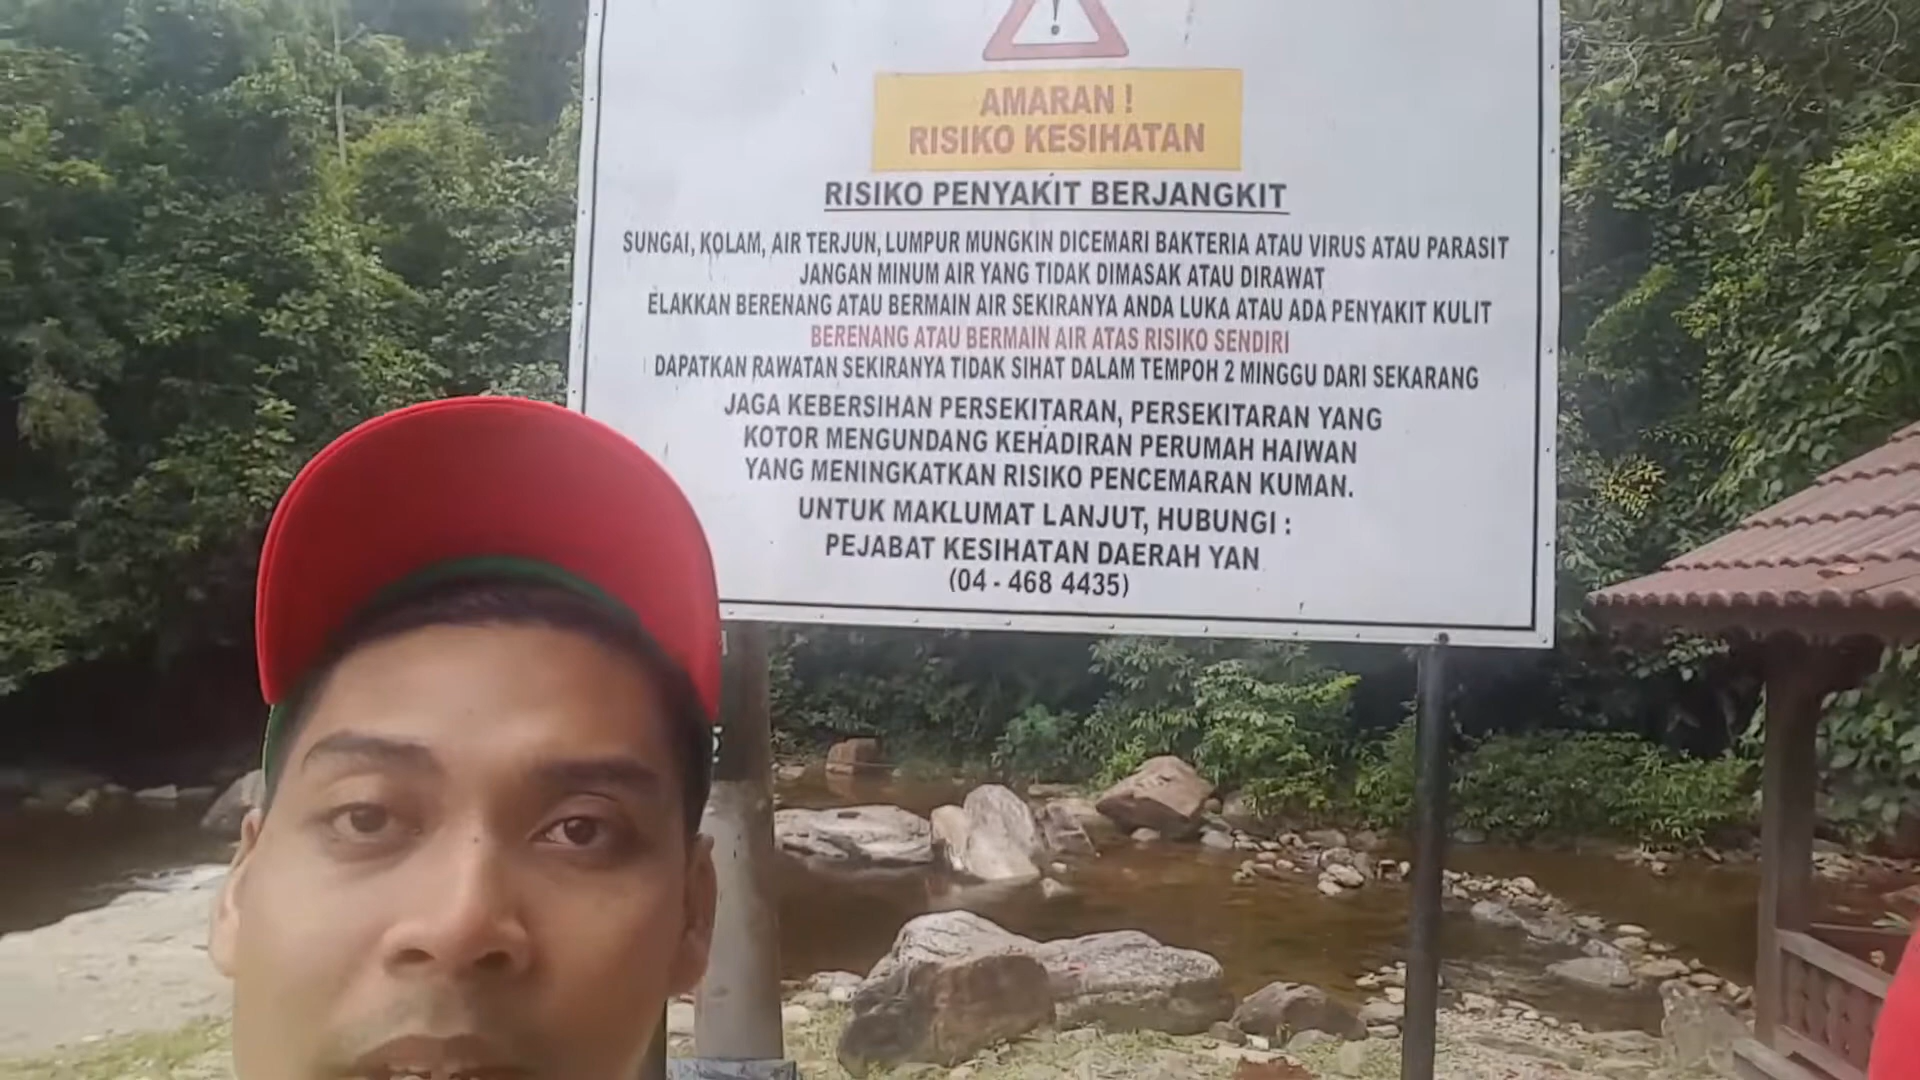 AMARAN !
RISIKO KESIHATAN
RISIKO PENYAKIT BERJANGKIT
SUNGAI, KOLAM, AIR TERJUN, LUMPUR MUNGKIN DICEMARI BAKTERIA ATAU VIRUS ATAU PARASIT
JANGAN MINUM AIR YANG TIDAK DIMASAK ATAU DIRAWAT
ELAKKAN BERENANG ATAU BERMAIN AIR SEKIRANYA ANDA LUKA ATAU ADA PENYAKIT KULIT
BERENANG ATAU BERMAIN AIR ATAS RISIKO SENDIRI
DAPATKAN RAWATAN SEKIRANYA TIDAK SIHAT DALAM TEMPOH 2 MINGGU DARI SEKARANG
JAGA KEBERSIHAN PERSEKITARAN, PERSEKITARAN YANG
KOTOR MENGUNDANG KEHADIRAN PERUMAH HAIWAN
YANG MENINGKATKAN RISIKO PENCEMARAN KUMAN.
UNTUK MAKLUMAT LANJUT, HUBUNGI :
PEJABAT KESIHATAN DAERAH YAN
(04 - 468 4435)